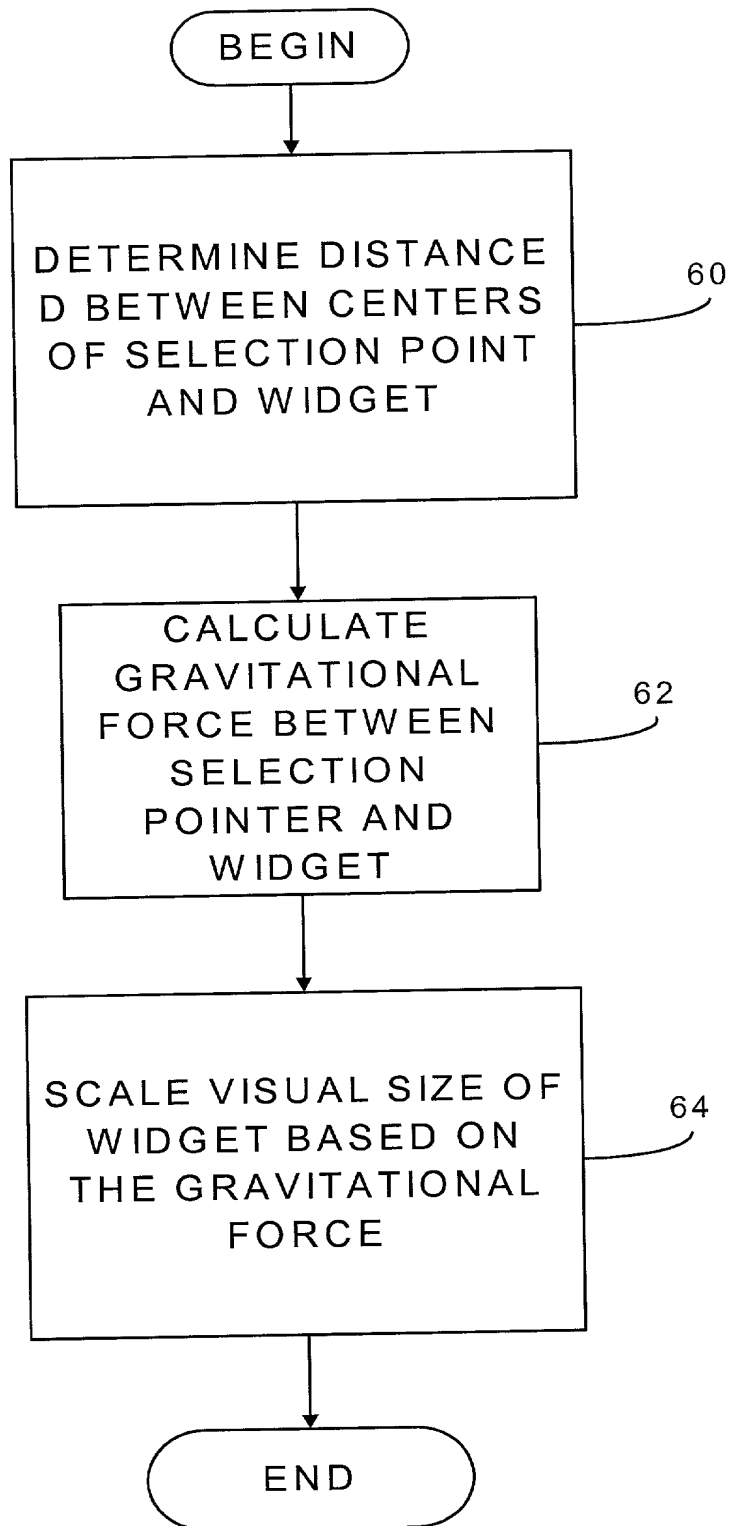 BEGIN
DETERMINE DISTANCE
D BETWEEN CENTERS
OF SELECTION POINT
AND WIDGET
60
CALCULATE
GRAVITATIONAL
FORCE BETWEEN
SELECTION
POINTER AND
WIDGET
62
SCALE VISUAL SIZE OF
WIDGET BASED ON
THE GRAVITATIONAL
FORCE
64
END